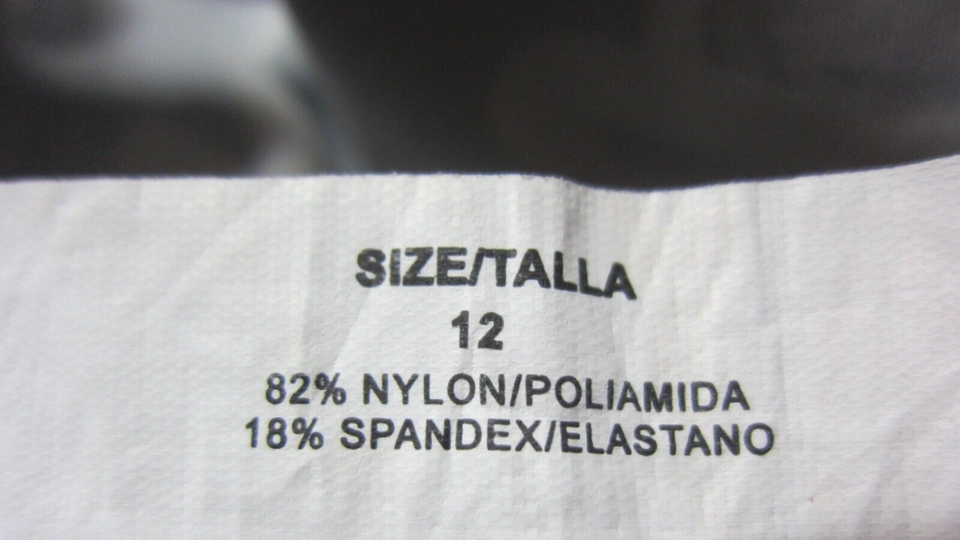 SIZE/TALLA
12
82% NYLON/POLIAMIDA
18% SPANDEX/ELASTANO